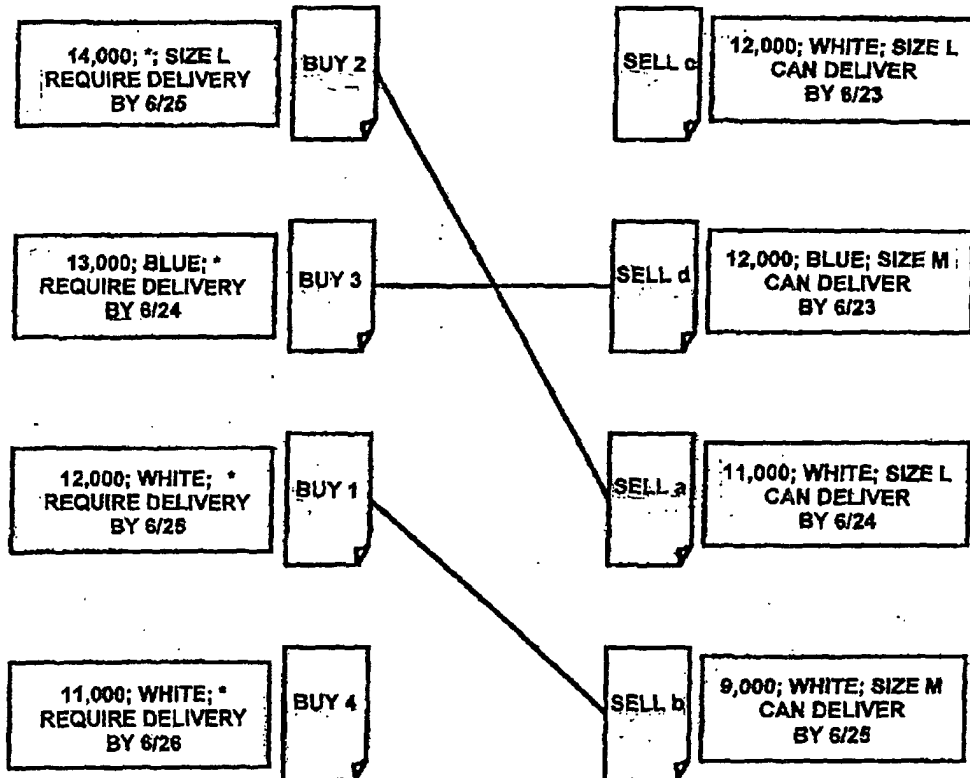 14,000; *; SIZE L
REQUIRE DELIVERY
BY 6/25
BUY 2
SELL c
12,000; WHITE; SIZE L
CAN DELIVER
BY 6/23
13,000; BLUE; *
REQUIRE DELIVERY
BY 6/24
BUY 3
SELL d
12,000; BLUE; SIZE M
CAN DELIVER
BY 6/23
12,000; WHITE; *
REQUIRE DELIVERY
BY 6/25
BUY 1
SELL a
11,000; WHITE; SIZE L
CAN DELIVER
BY 6/24
11,000; WHITE; *
REQUIRE DELIVERY
BY 6/26
BUY 4
SELL b
9,000; WHITE; SIZE M
CAN DELIVER
BY 6/25